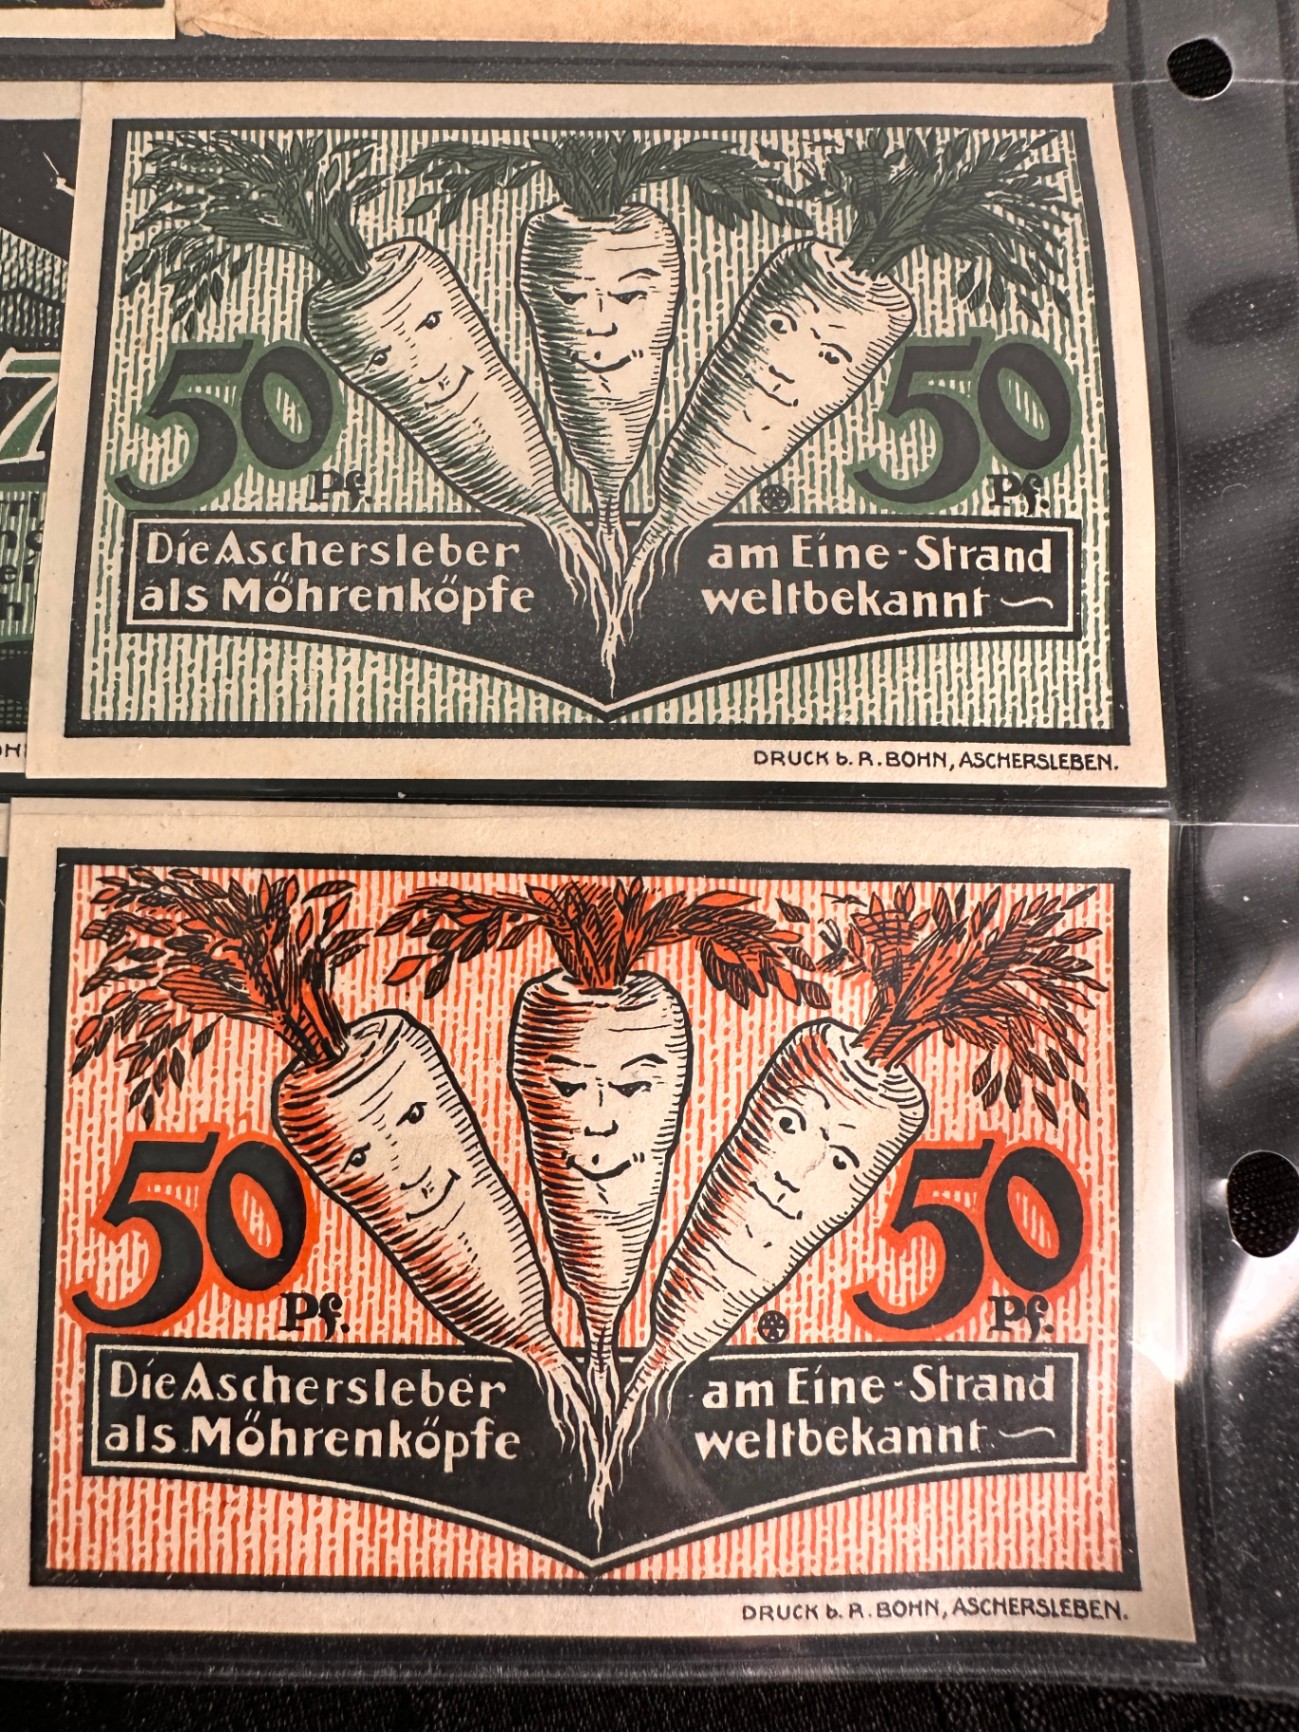 50 Pf.
50 Pf.
Die Aschersleber
als Möhrenköpfe
am Eine-Strand
weltbekannt
DRUCK b. R. BOHN, ASCHERSLEBEN.
50 Pf.
50 Pf.
Die Aschersleber
als Möhrenköpfe
am Eine-Strand
weltbekannt
DRUCK b. R. BOHN, ASCHERSLEBEN.